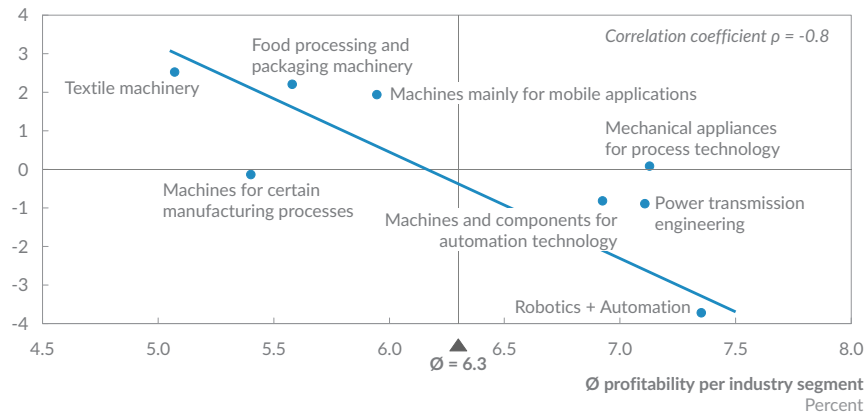 4
3
2
1
0
-1
-2
-3
-4
Correlation coefficient ρ = -0.8
Food processing and
packaging machinery
Textile machinery
Machines mainly for mobile applications
Mechanical appliances
for process technology
Machines for certain
manufacturing processes
Power transmission
engineering
Machines and components for
automation technology
Robotics + Automation
4.5 5.0 5.5 6.0 6.5 7.0 7.5 8.0
Ø = 6.3
Ø profitability per industry segment
Percent